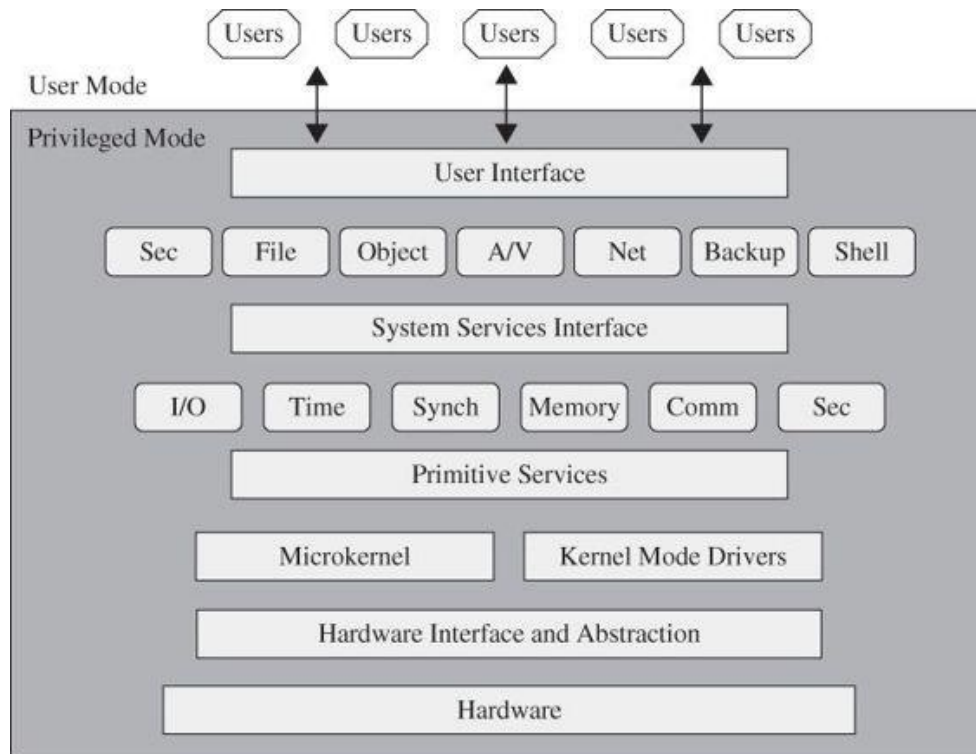 Users Users Users Users Users
User Mode
Privileged Mode
User Interface
Sec File Object A/V Net Backup Shell
System Services Interface
I/O Time Synch Memory Comm Sec
Primitive Services
Microkernel Kernel Mode Drivers
Hardware Interface and Abstraction
Hardware